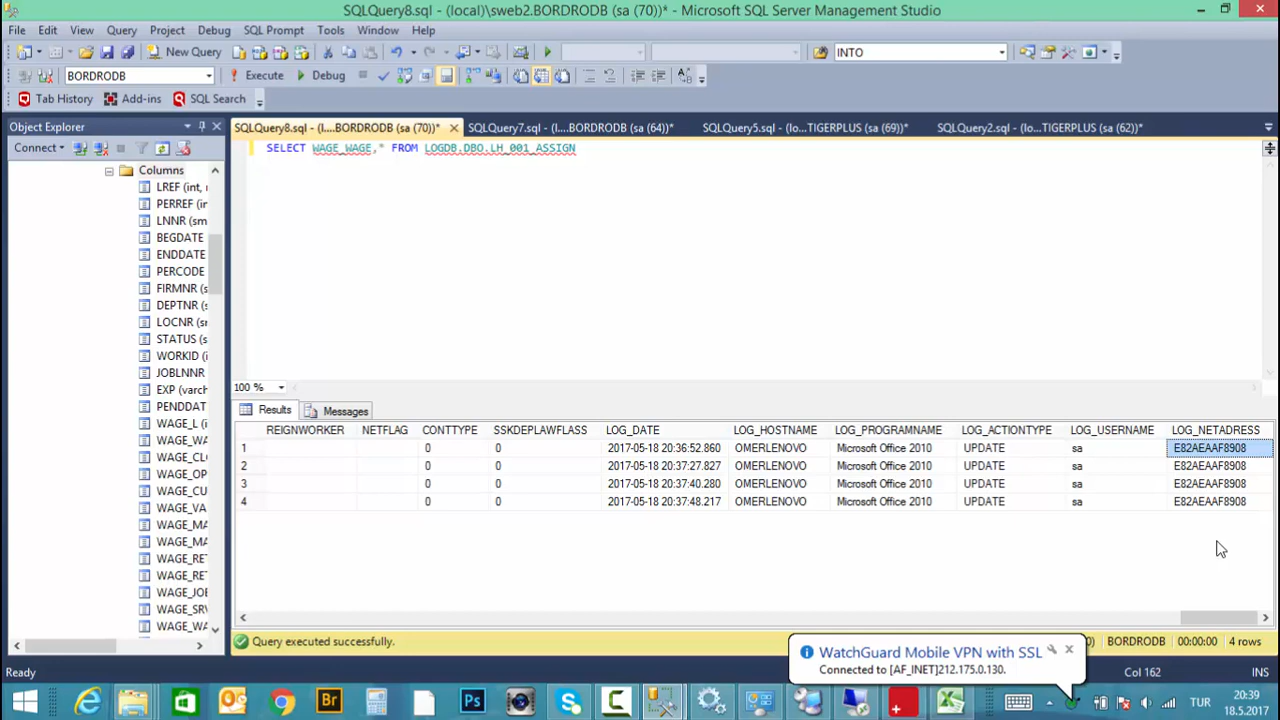 SQLQuery8.sql - (local)\sweb2.BORDRODB (sa (70))* - Microsoft SQL Server Management Studio
File Edit View Query Project Debug SQL Prompt Tools Window Help
New Query INTO
BORDRODB Execute Debug
Tab History Add-ins SQL Search
Object Explorer
SQLQuery8.sql - (l....BORDRODB (sa (70))* SQLQuery7.sql - (l....BORDRODB (sa (64))* SQLQuery5.sql - (lo...TIGERPLUS (sa (69))* SQLQuery2.sql - (lo...TIGERPLUS (sa (62))*
Connect
SELECT WAGE_WAGE,* FROM LOGDB.DBO.LH_001_ASSIGN
Columns
LREF (int, r
PERREF (int
LNNR (sm
BEGDATE
ENDDATE
PERCODE
FIRMNR (s
DEPTNR (s
LOCNR (sr
STATUS (s
WORKID (i
JOBLNNR
EXP (varch
PENDDAT
WAGE_L (i
WAGE_WA
WAGE_CL
WAGE_OP
WAGE_CU
WAGE_VA
WAGE_MA
WAGE_MA
WAGE_RET
WAGE_RET
WAGE_JOB
WAGE_SRV
WAGE_WA
100 %
Results Messages
REIGNWORKER NETFLAG CONTTYPE SSKDEPLAWFLASS LOG_DATE LOG_HOSTNAME LOG_PROGRAMNAME LOG_ACTIONTYPE LOG_USERNAME LOG_NETADRESS
1 0 0 2017-05-18 20:36:52.860 OMERLENOVO Microsoft Office 2010 UPDATE sa E82AEAAF8908
2 0 0 2017-05-18 20:37:27.827 OMERLENOVO Microsoft Office 2010 UPDATE sa E82AEAAF8908
3 0 0 2017-05-18 20:37:40.280 OMERLENOVO Microsoft Office 2010 UPDATE sa E82AEAAF8908
4 0 0 2017-05-18 20:37:48.217 OMERLENOVO Microsoft Office 2010 UPDATE sa E82AEAAF8908
Query executed successfully. BORDRODB 00:00:00 4 rows
WatchGuard Mobile VPN with SSL
Connected to [AF_INET]212.175.0.130.
Ready Col 162 INS
Br Ps TUR 20:39
18.5.2017